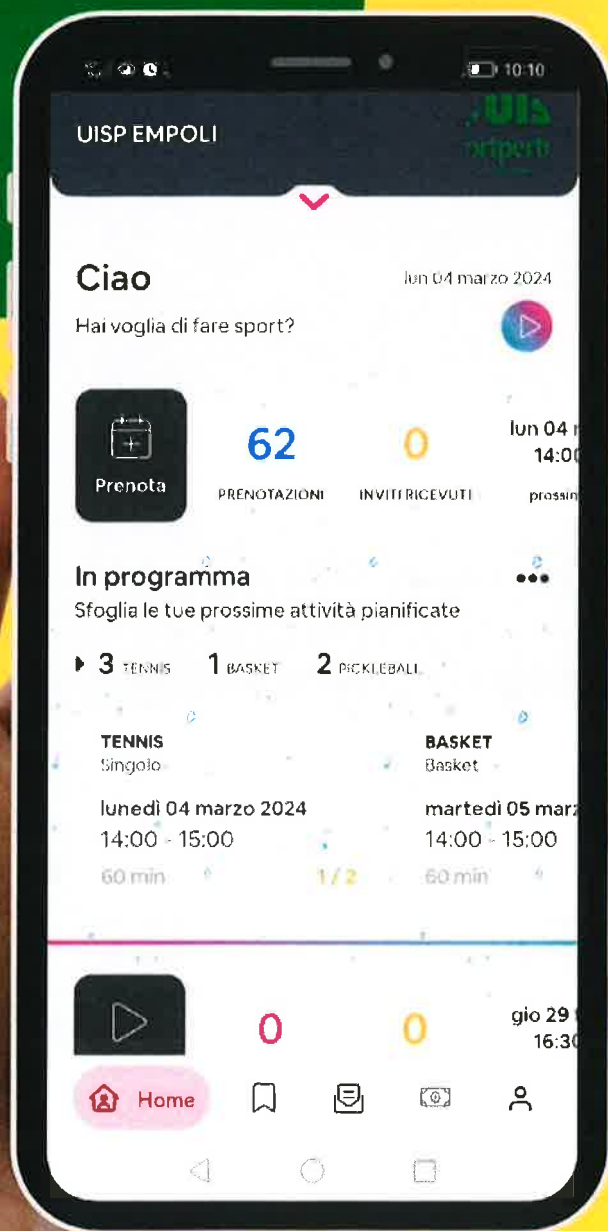 10:10
UISP EMPOLI
Ciao
lun 04 marzo 2024
Hai voglia di fare sport?
Prenota
62
PRENOTAZIONI
0
INVITI RICEVUTI
lun 04
14:00
prossim
In programma
Sfoglia le tue prossime attività pianificate
3 TENNIS 1 BASKET 2 PICKLEBALL
TENNIS
Singolo
lunedì 04 marzo 2024
14:00 - 15:00
60 min
1 / 2
BASKET
Basket
martedì 05 marz
14:00 - 15:00
60 min
0
0
gio 29
16:30
Home